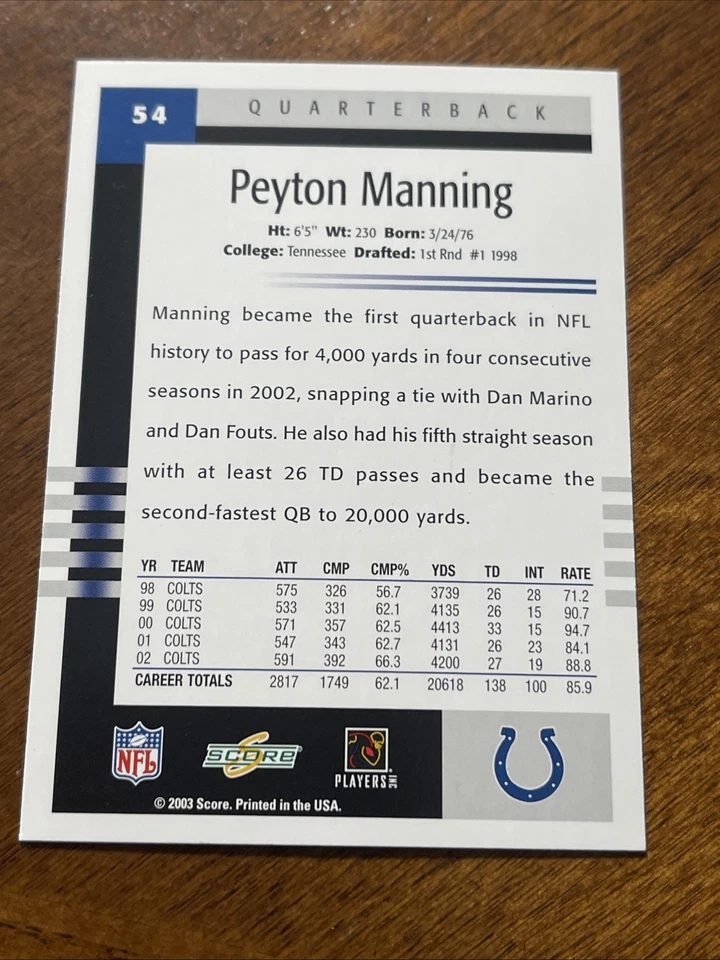 54 QUARTERBACK
Peyton Manning
Ht: 6'5" Wt: 230 Born: 3/24/76
College: Tennessee Drafted: 1st Rnd #1 1998
Manning became the first quarterback in NFL
history to pass for 4,000 yards in four consecutive
seasons in 2002, snapping a tie with Dan Marino
and Dan Fouts. He also had his fifth straight season
with at least 26 TD passes and became the
second-fastest QB to 20,000 yards.
YR TEAM ATT CMP CMP% YDS TD INT RATE
98 COLTS 575 326 56.7 3739 26 28 71.2
99 COLTS 533 331 62.1 4135 26 15 90.7
00 COLTS 571 357 62.5 4413 33 15 94.7
01 COLTS 547 343 62.7 4131 26 23 84.1
02 COLTS 591 392 66.3 4200 27 19 88.8
CAREER TOTALS 2817 1749 62.1 20618 138 100 85.9
NFL SCORE PLAYERS INC
© 2003 Score. Printed in the USA.